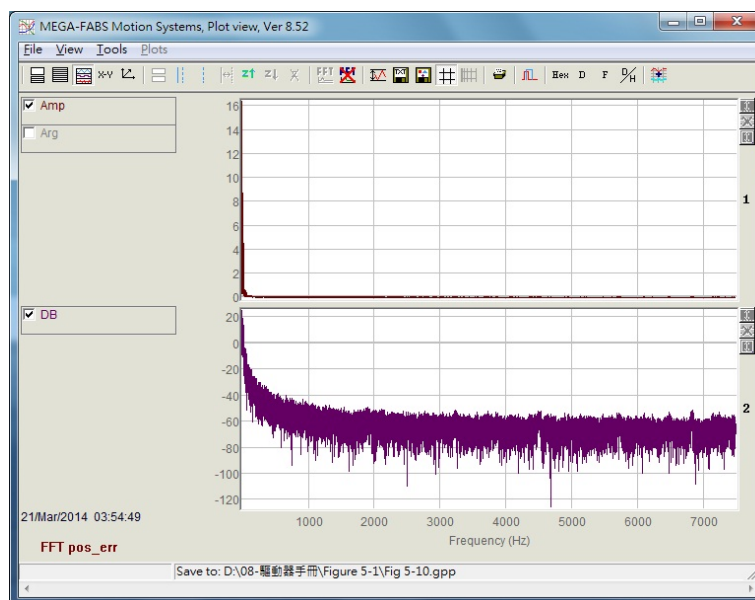 MEGA-FABS Motion Systems, Plot view, Ver 8.52
File View Tools Plots
X-Y FFT TXT Hex D F D/H
Amp
Arg
16
14
12
10
8
6
4
2
0
1
DB
20
0
-20
-40
-60
-80
-100
-120
2
1000 2000 3000 4000 5000 6000 7000
Frequency (Hz)
21/Mar/2014 03:54:49
FFT pos_err
Save to: D:\08-驅動器手冊\Figure 5-1\Fig 5-10.gpp